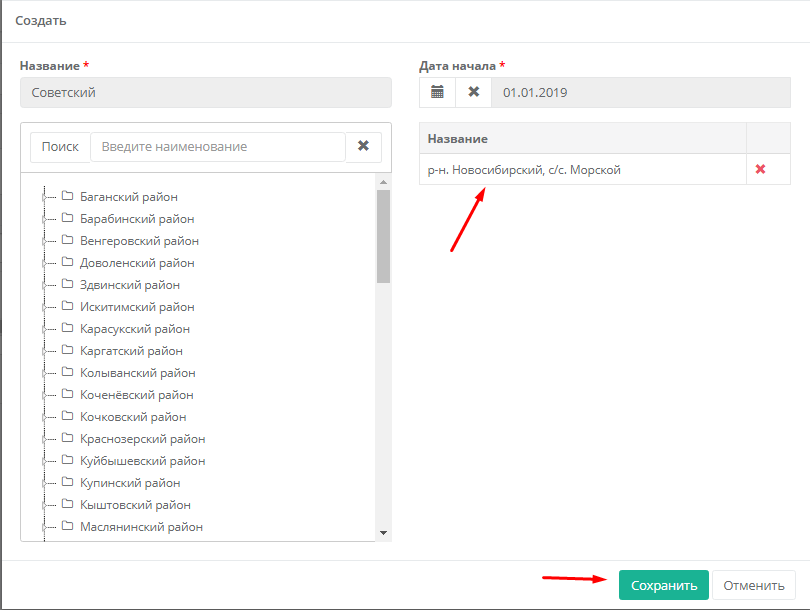 Создать
Название *
Советский
Дата начала *
01.01.2019
Поиск
Введите наименование
Название
р-н. Новосибирский, с/с. Морской
Баганский район
Барабинский район
Венгеровский район
Доволенский район
Здвинский район
Искитимский район
Карасукский район
Каргатский район
Колыванский район
Коченёвский район
Кочковский район
Краснозерский район
Куйбышевский район
Купинский район
Кыштовский район
Маслянинский район
Сохранить
Отменить